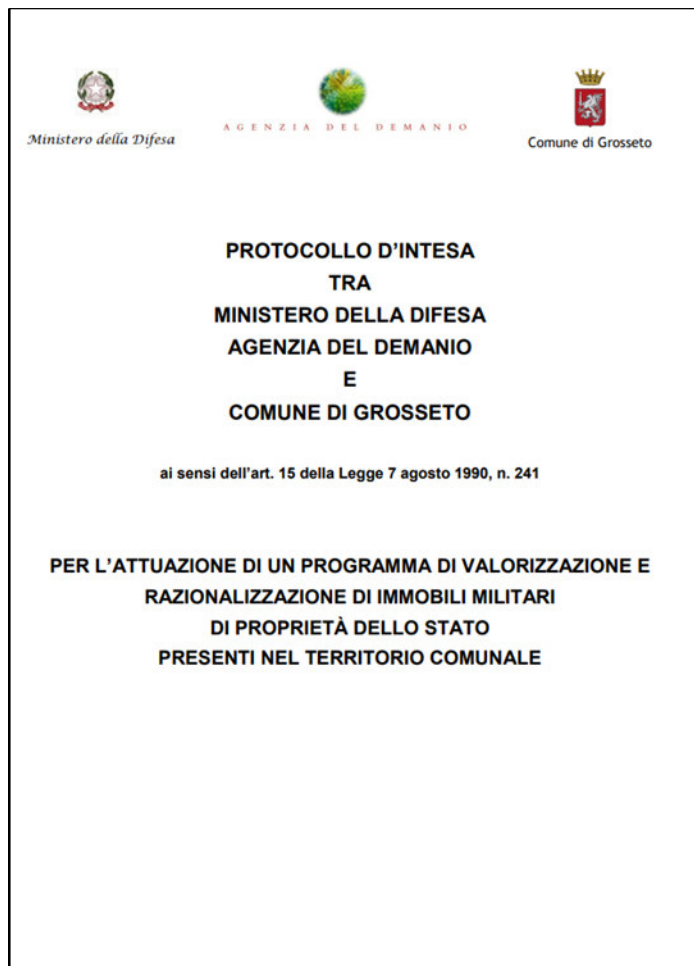 Ministero della Difesa
AGENZIA DEL DEMANIO
Comune di Grosseto
PROTOCOLLO D'INTESA
TRA
MINISTERO DELLA DIFESA
AGENZIA DEL DEMANIO
E
COMUNE DI GROSSETO
ai sensi dell'art. 15 della Legge 7 agosto 1990, n. 241
PER L'ATTUAZIONE DI UN PROGRAMMA DI VALORIZZAZIONE E
RAZIONALIZZAZIONE DI IMMOBILI MILITARI
DI PROPRIETÀ DELLO STATO
PRESENTI NEL TERRITORIO COMUNALE